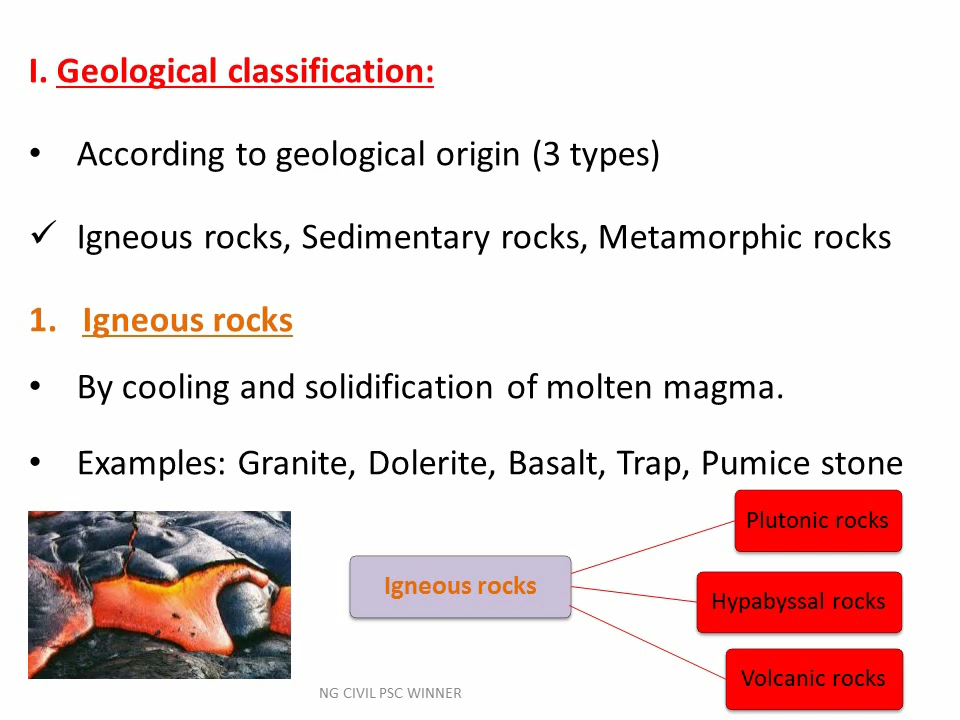 I. Geological classification:
• According to geological origin (3 types)
✓ Igneous rocks, Sedimentary rocks, Metamorphic rocks
1. Igneous rocks
• By cooling and solidification of molten magma.
• Examples: Granite, Dolerite, Basalt, Trap, Pumice stone
Plutonic rocks
Igneous rocks
Hypabyssal rocks
Volcanic rocks
NG CIVIL PSC WINNER